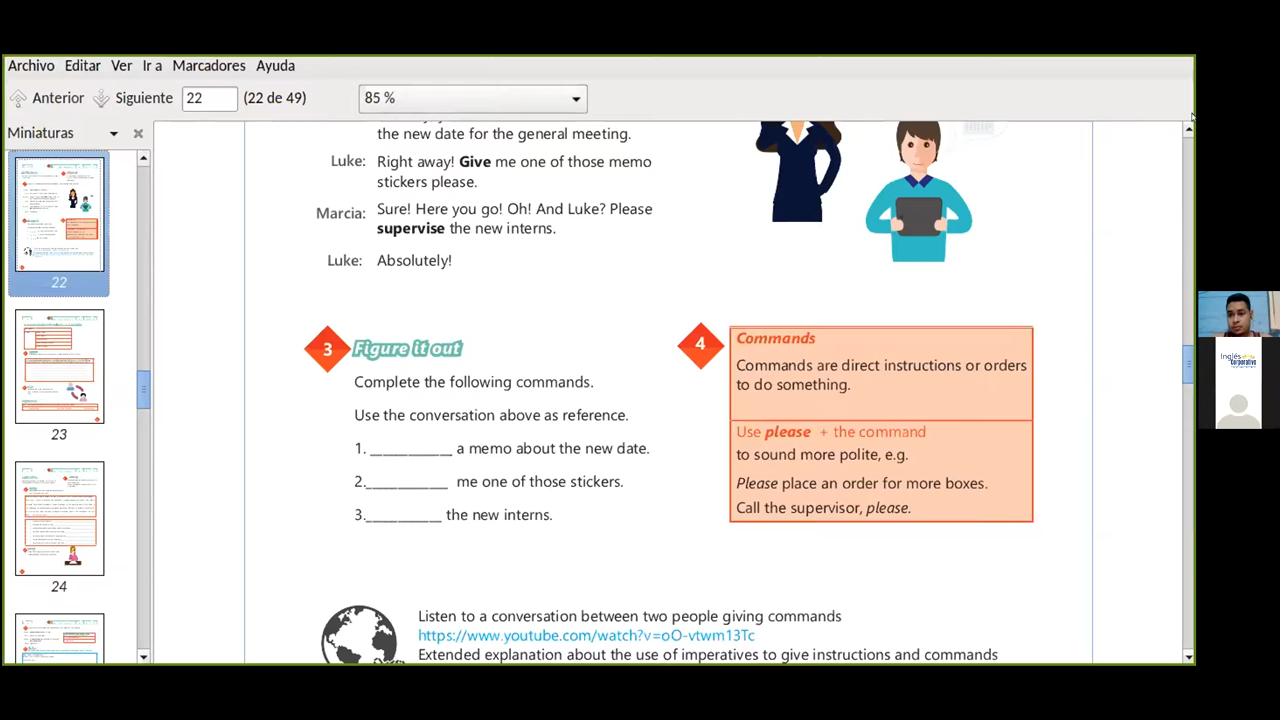 Archivo Editar Ver Ir a Marcadores Ayuda
Anterior Siguiente 22 (22 de 49) 85 %
Miniaturas
22
23
24
the new date for the general meeting.
Luke: Right away! Give me one of those memo
stickers please.
Marcia: Sure! Here you go! Oh! And Luke? Please
supervise the new interns.
Luke: Absolutely!
3 Figure it out
Complete the following commands.
Use the conversation above as reference.
1. _____________ a memo about the new date.
2._____________ me one of those stickers.
3.____________ the new interns.
4 Commands
Commands are direct instructions or orders
to do something.
Use please + the command
to sound more polite, e.g.
Please place an order for more boxes.
Call the supervisor, please.
Listen to a conversation between two people giving commands
https://www.youtube.com/watch?v=oO-vtwm13Tc
Extended explanation about the use of imperatives to give instructions and commands
Inglés
Corporativo